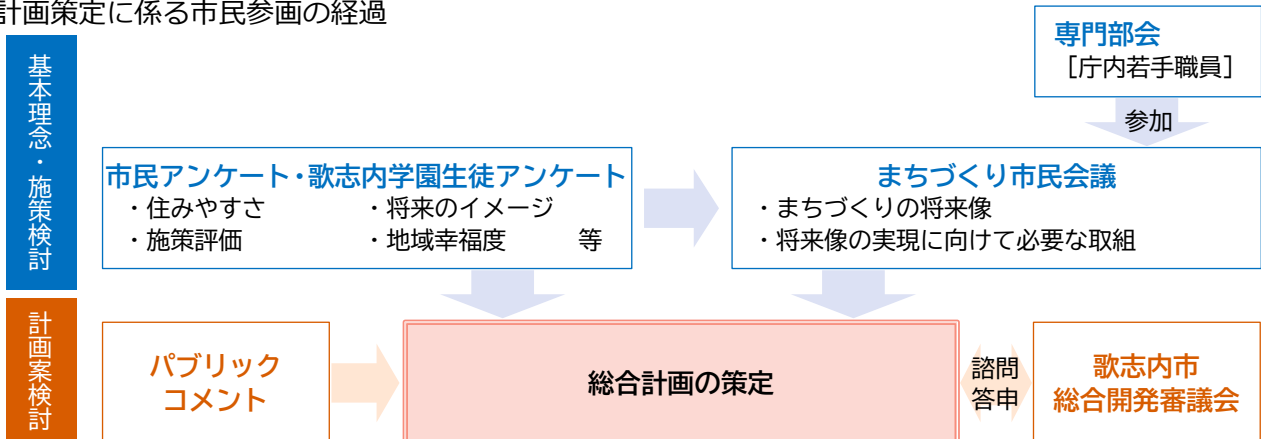 計画策定に係る市民参画の経過
基本理念・施策検討
専門部会
［庁内若手職員］
参加
市民アンケート・歌志内学園生徒アンケート
・住みやすさ ・将来のイメージ
・施策評価 ・地域幸福度 等
まちづくり市民会議
・まちづくりの将来像
・将来像の実現に向けて必要な取組
計画案検討
パブリック
コメント
総合計画の策定
諮問
答申
歌志内市
総合開発審議会